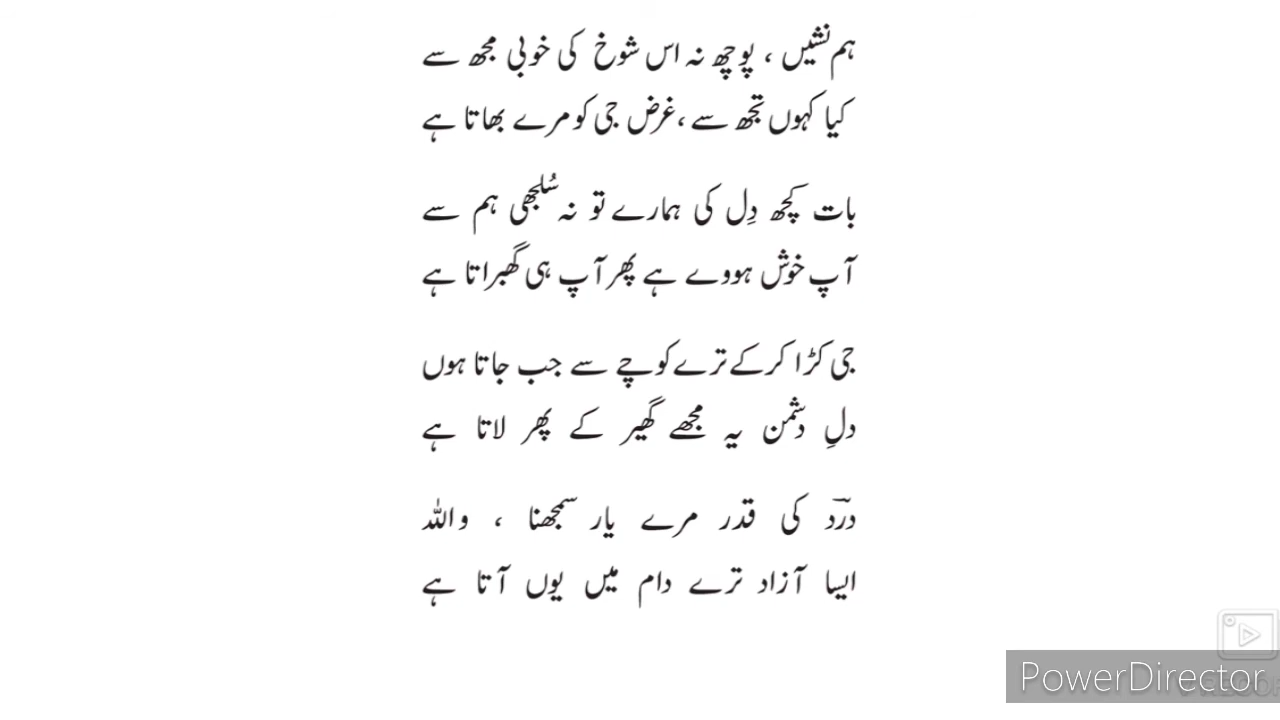 ہم نشیں ، پوچھ نہ اس شوخ کی خوبی مجھ سے
کیا کہوں تجھ سے ، غرض جی کو مرے بھاتا ہے
بات کچھ دِل کی ہمارے تو نہ سُلجھی ہم سے
آپ خوش ہووے ہے پھر آپ ہی گھبراتا ہے
جی کڑا کر کے ترے کوچے سے جب جاتا ہوں
دلِ دشمن یہ مجھے گھیر کے پھر لاتا ہے
دردؔ کی قدر مرے یار سمجھنا ، واللہ
ایسا آزاد ترے دام میں یوں آتا ہے
PowerDirector